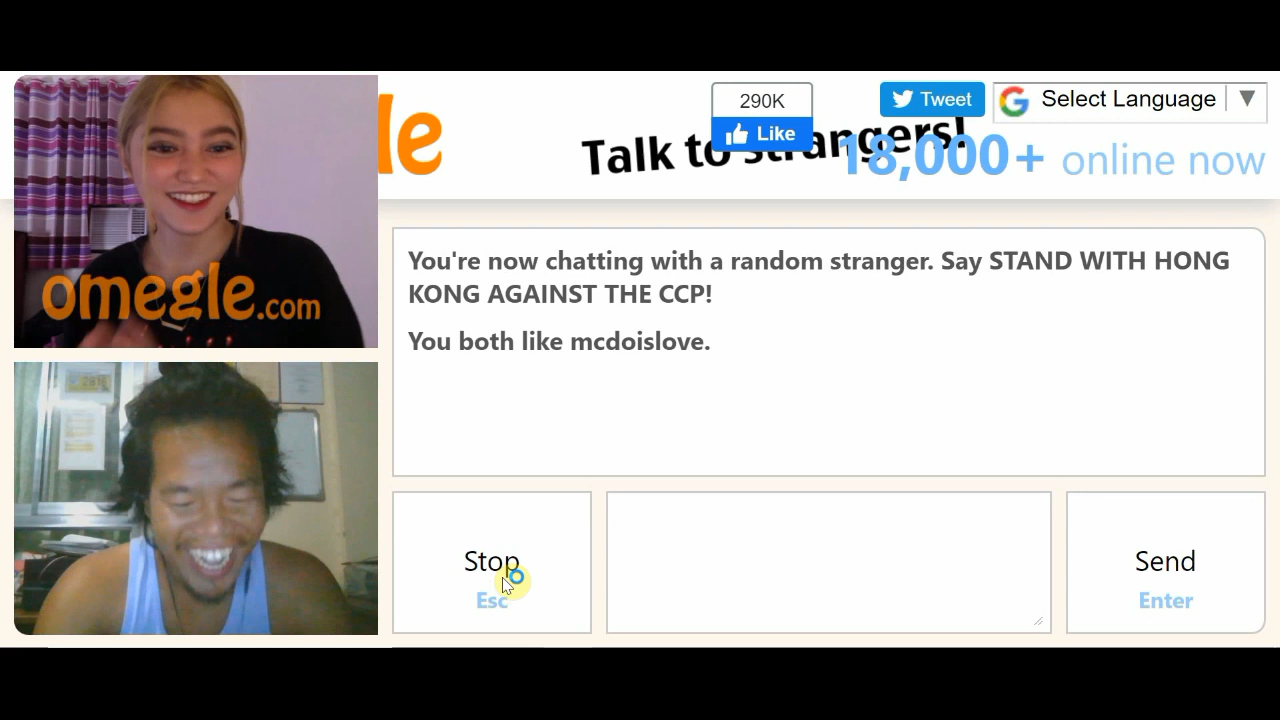 le
Talk to strangers!
290K
Like
Tweet
Select Language
18,000+ online now
omegle.com
You're now chatting with a random stranger. Say STAND WITH HONG
KONG AGAINST THE CCP!
You both like mcdoislove.
Stop
Esc
Send
Enter